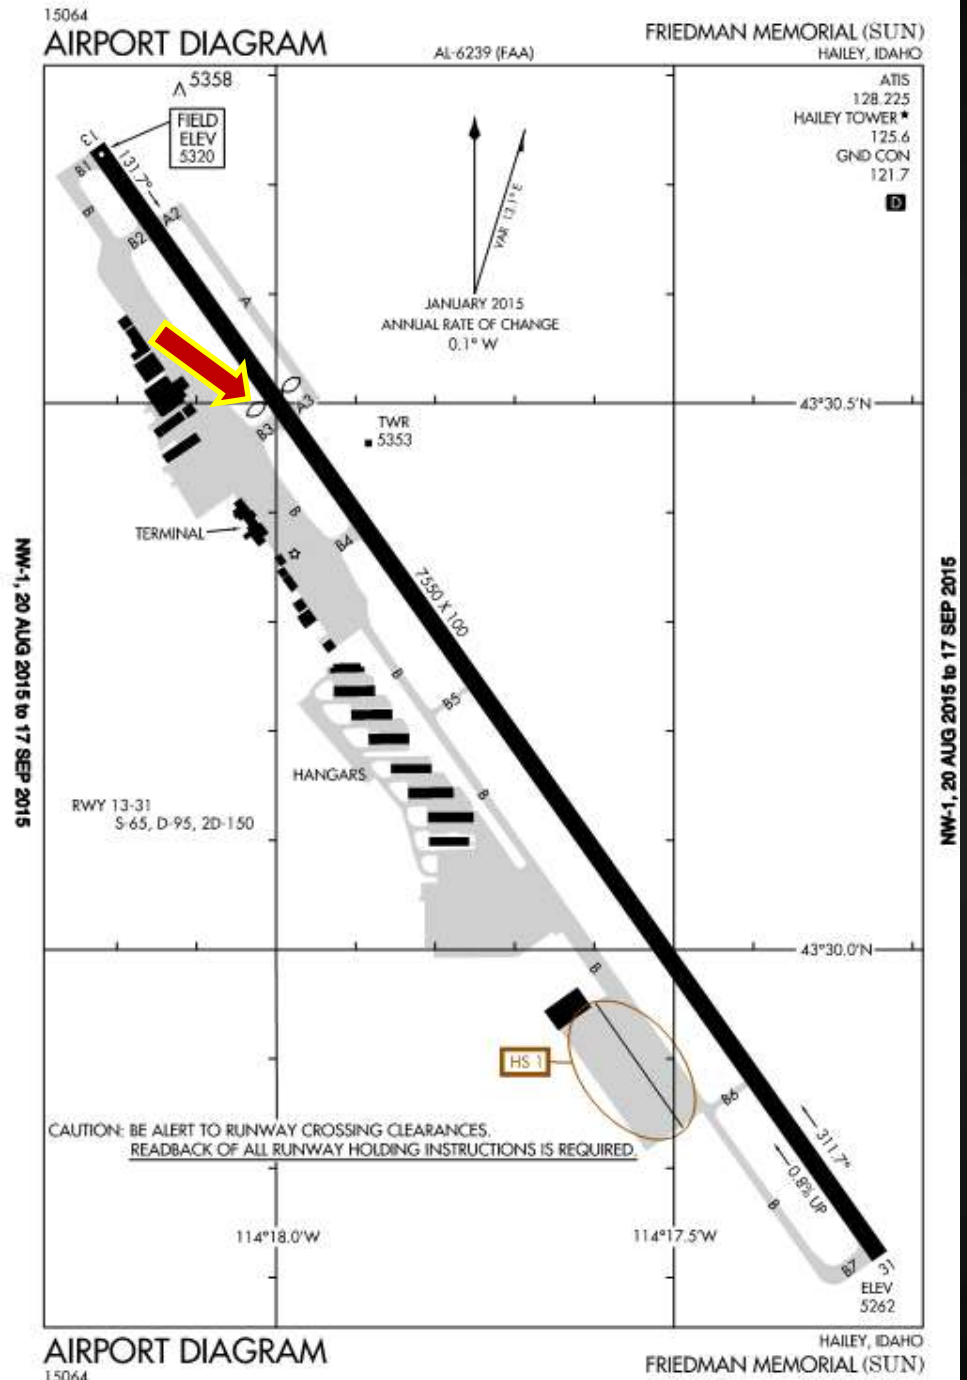 15064
AIRPORT DIAGRAM
AL-6239 (FAA)
FRIEDMAN MEMORIAL (SUN)
HAILEY, IDAHO
5358
FIELD
ELEV
5320
ATIS
128.225
HAILEY TOWER★
125.6
GND CON
121.7
D
13
131.7°
B1
B
B2
A2
A
VAR 13.1° E
JANUARY 2015
ANNUAL RATE OF CHANGE
0.1° W
A3
B3
43°30.5'N
TWR
5353
TERMINAL
B
B4
7550 X 100
B
B5
HANGARS
B
RWY 13-31
S-65, D-95, 2D-150
NW-1, 20 AUG 2015 to 17 SEP 2015
NW-1, 20 AUG 2015 to 17 SEP 2015
43°30.0'N
B
HS 1
B6
CAUTION: BE ALERT TO RUNWAY CROSSING CLEARANCES.
READBACK OF ALL RUNWAY HOLDING INSTRUCTIONS IS REQUIRED.
311.7°
0.8% UP
B
114°18.0'W
114°17.5'W
B7
31
ELEV
5262
AIRPORT DIAGRAM
15064
HAILEY, IDAHO
FRIEDMAN MEMORIAL (SUN)